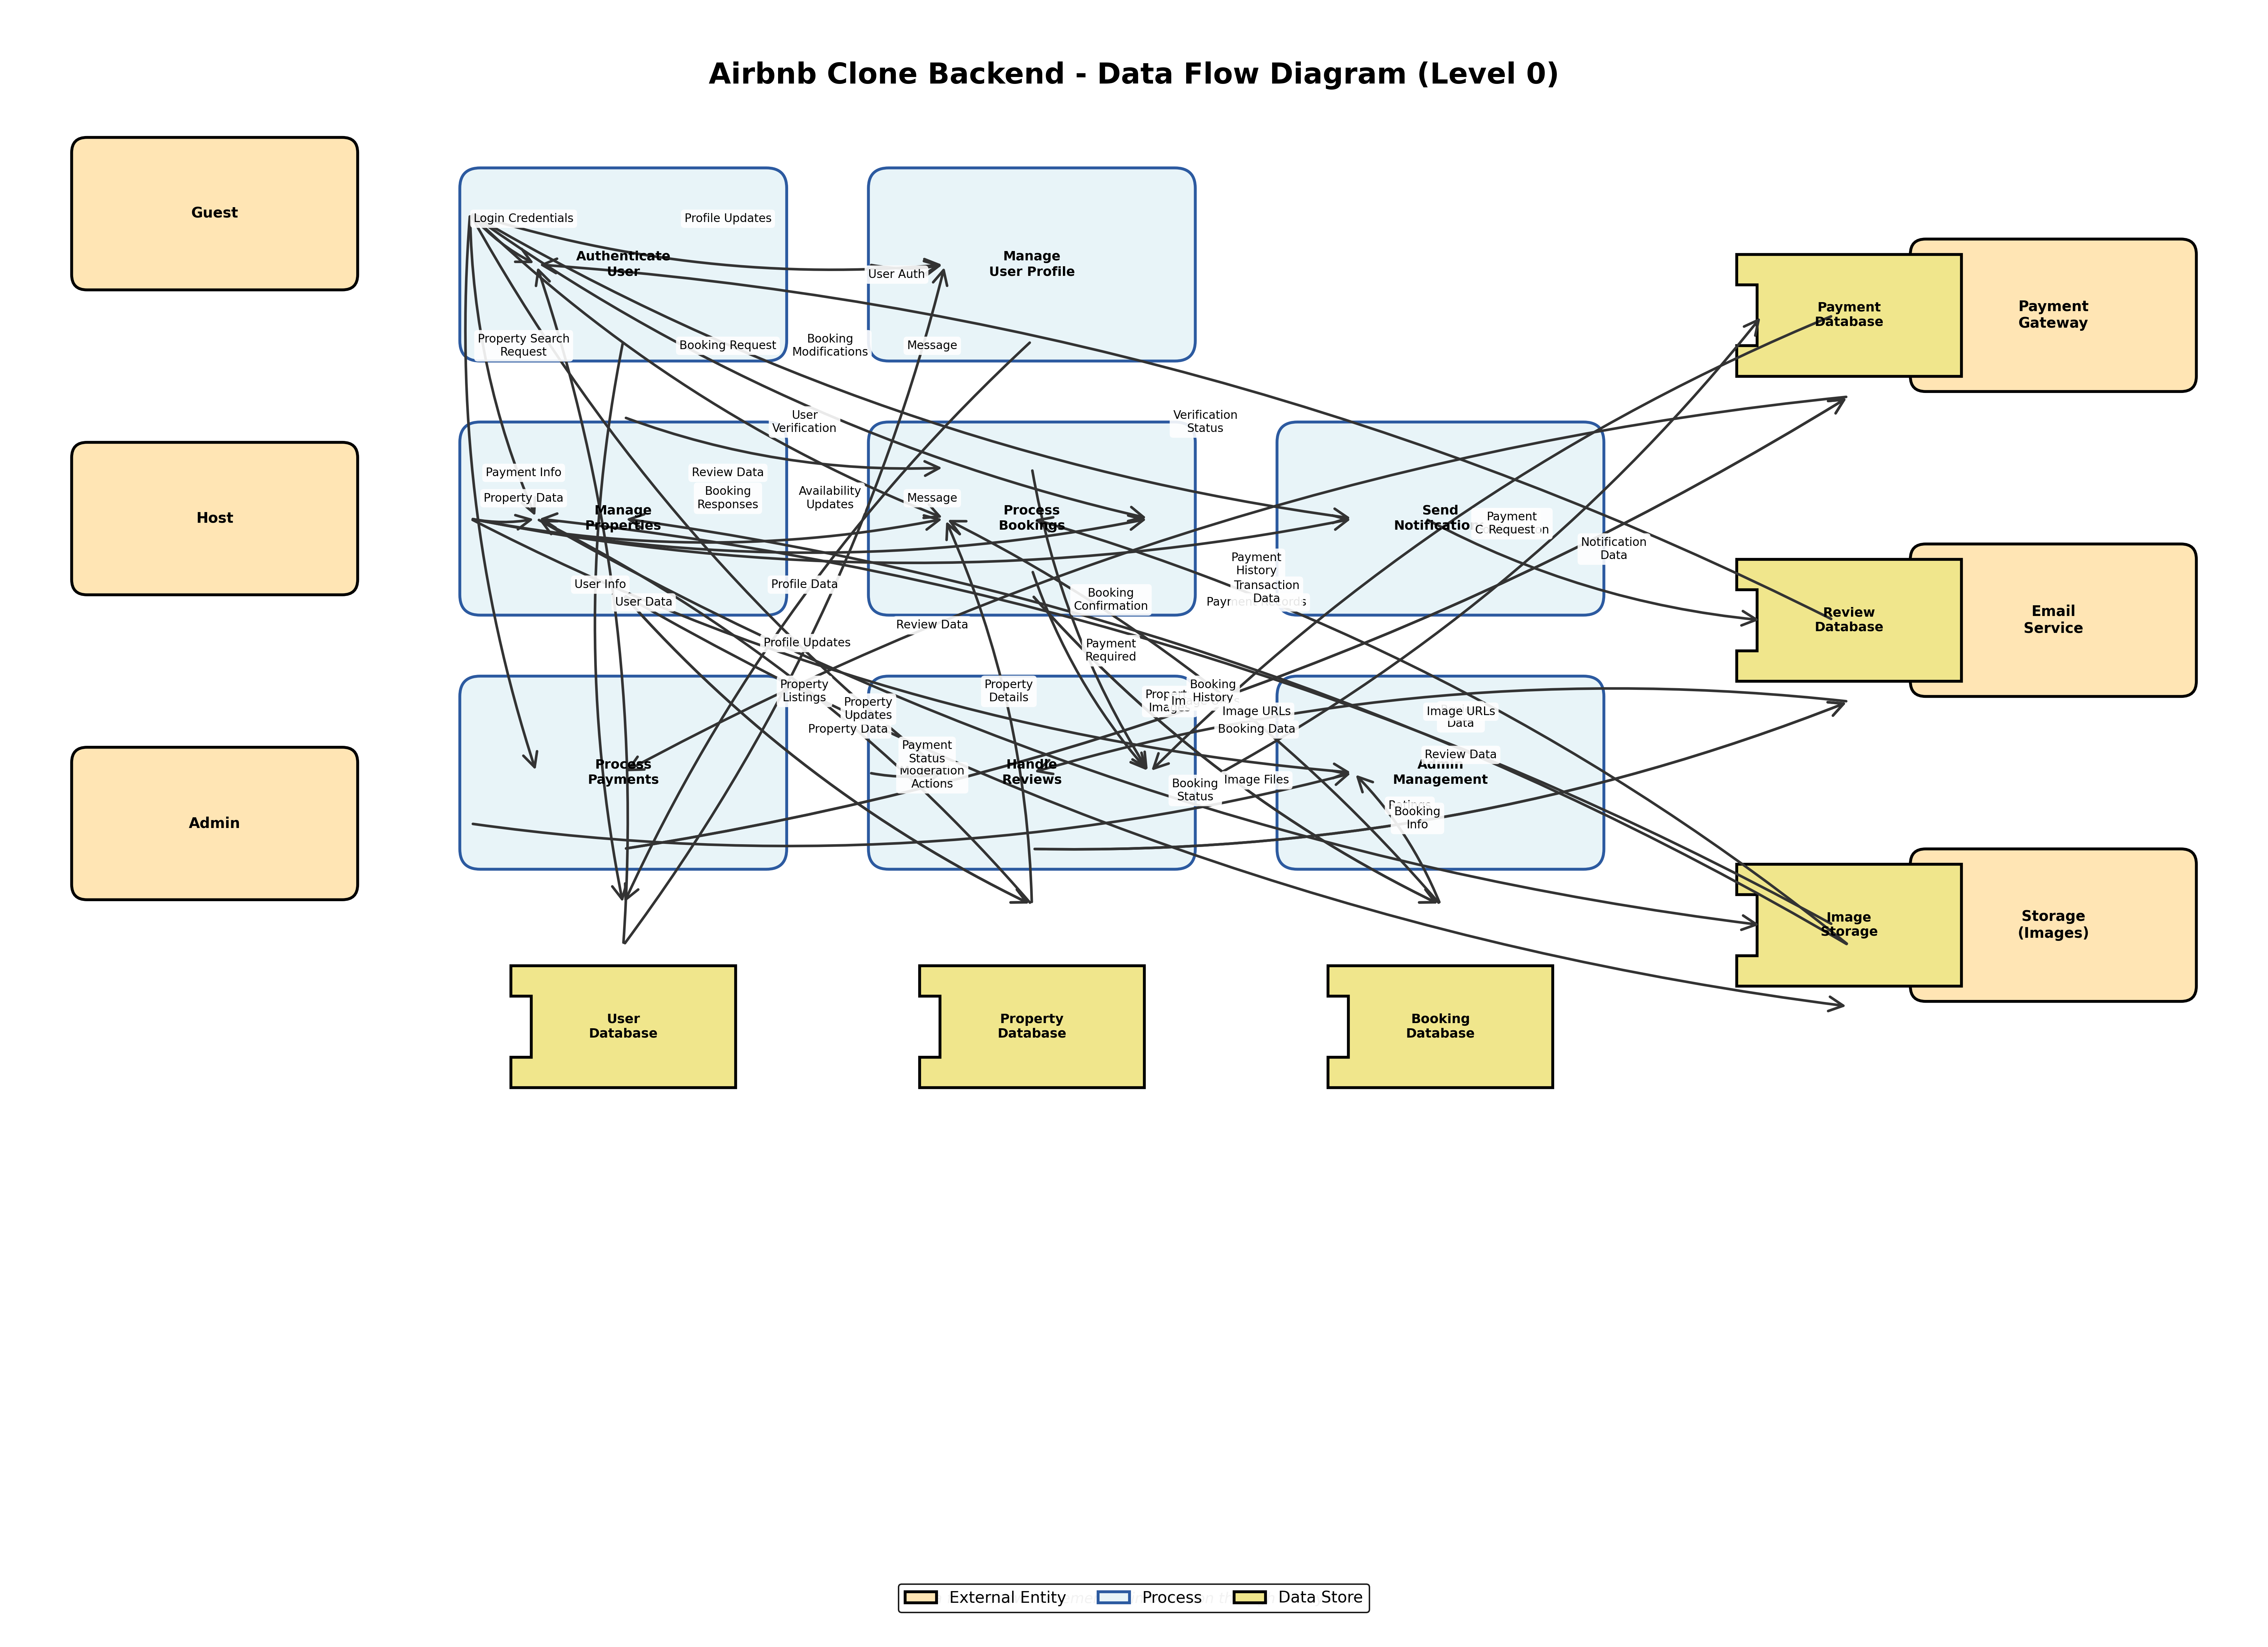 Airbnb Clone Backend - Data Flow Diagram (Level 0)
Guest
Login Credentials
Profile Updates
Authenticate
User
User Auth
Manage
User Profile
Payment
Database
Payment
Gateway
Property Search
Request
Booking Request
Booking
Modifications
Message
User
Verification
Verification
Status
Host
Payment Info
Property Data
Review Data
Booking
Responses
Availability
Updates
Message
Manage
Properties
Process
Bookings
Send
Payment
Request
Notification
Data
User Info
User Data
Profile Data
Payment
History
Transaction
Data
Booking
Confirmation
Review Data
Review
Database
Email
Service
Profile Updates
Payment
Required
Property
Listings
Property
Updates
Property Data
Property
Details
Booking
History
Image URLs
Booking Data
Image URLs
Data
Review Data
Payment
Status
Moderation
Actions
Process
Payments
Handle
Reviews
Booking
Status
Image Files
Admin
Management
Booking
Info
Admin
Image
Storage
Storage
(Images)
User
Database
Property
Database
Booking
Database
External Entity
Process
Data Store